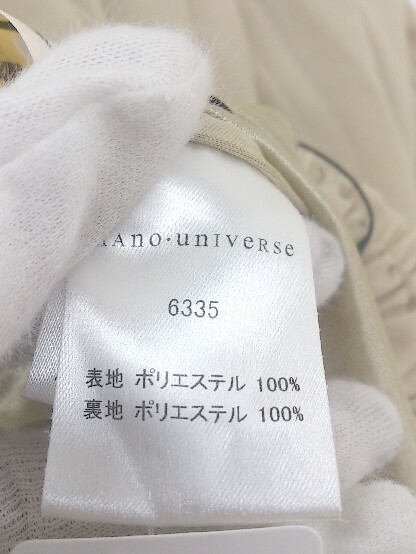 nano・universe
6335
表地 ポリエステル 100%
裏地 ポリエステル 100%